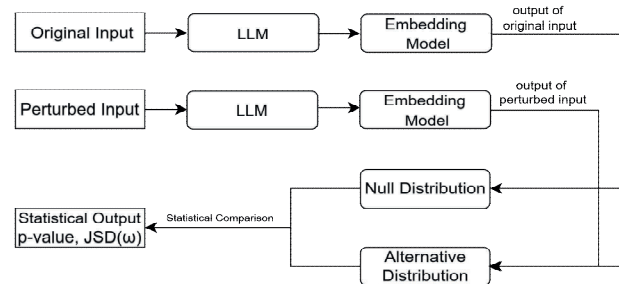 Original Input
LLM
Embedding
Model
output of
original input
Perturbed Input
LLM
Embedding
Model
output of
perturbed input
Null Distribution
Statistical Output
p-value, JSD(ω)
Statistical Comparison
Alternative
Distribution